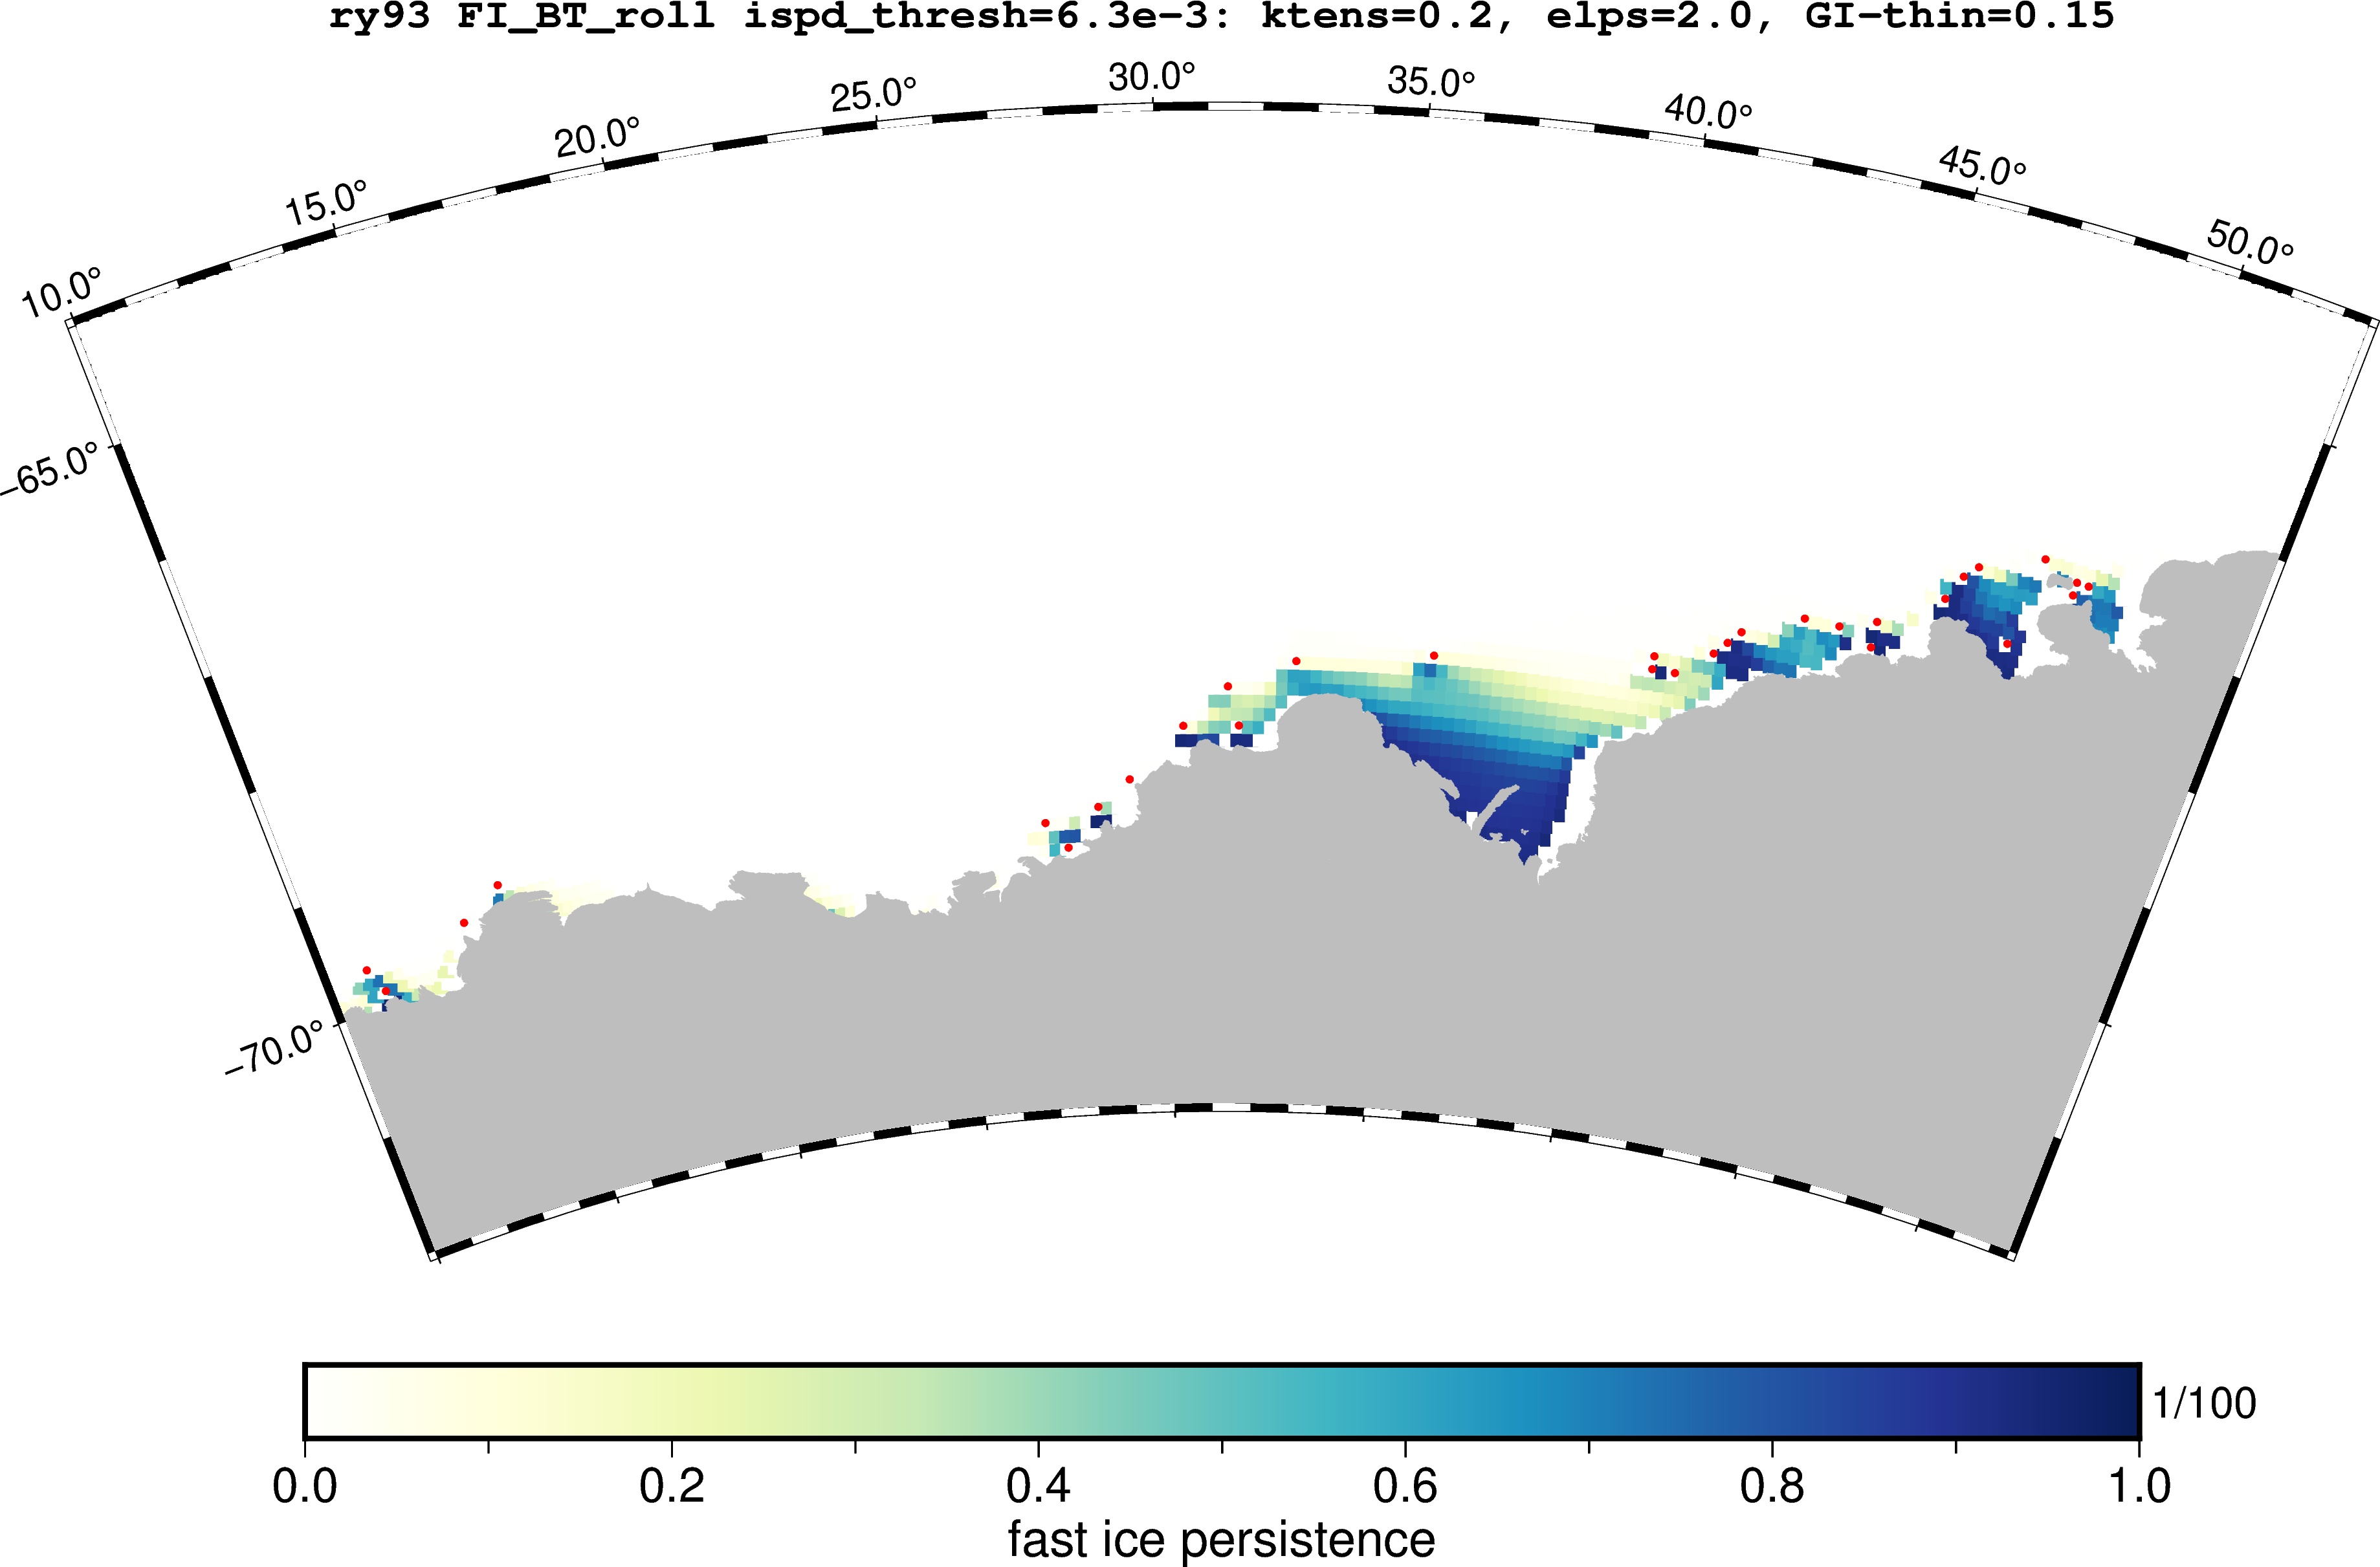 ry93 FI_BT_roll ispd_thresh=6.3e-3: ktens=0.2, elps=2.0, GI-thin=0.15
10.0° 15.0° 20.0° 25.0° 30.0° 35.0° 40.0° 45.0° 50.0°
−65.0°
−70.0°
1/100
0.0 0.2 0.4 0.6 0.8 1.0
fast ice persistence